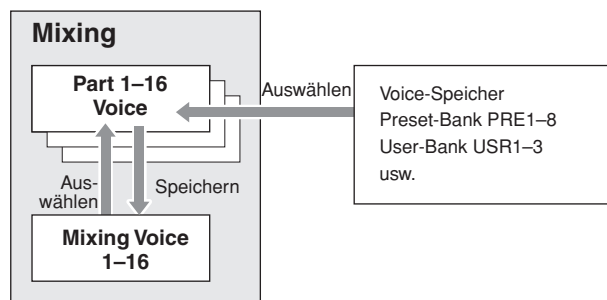 Mixing
Part 1–16
Voice
Auswählen
Voice-Speicher
Preset-Bank PRE1–8
User-Bank USR1–3
usw.
Aus-
wählen
Speichern
Mixing Voice
1–16